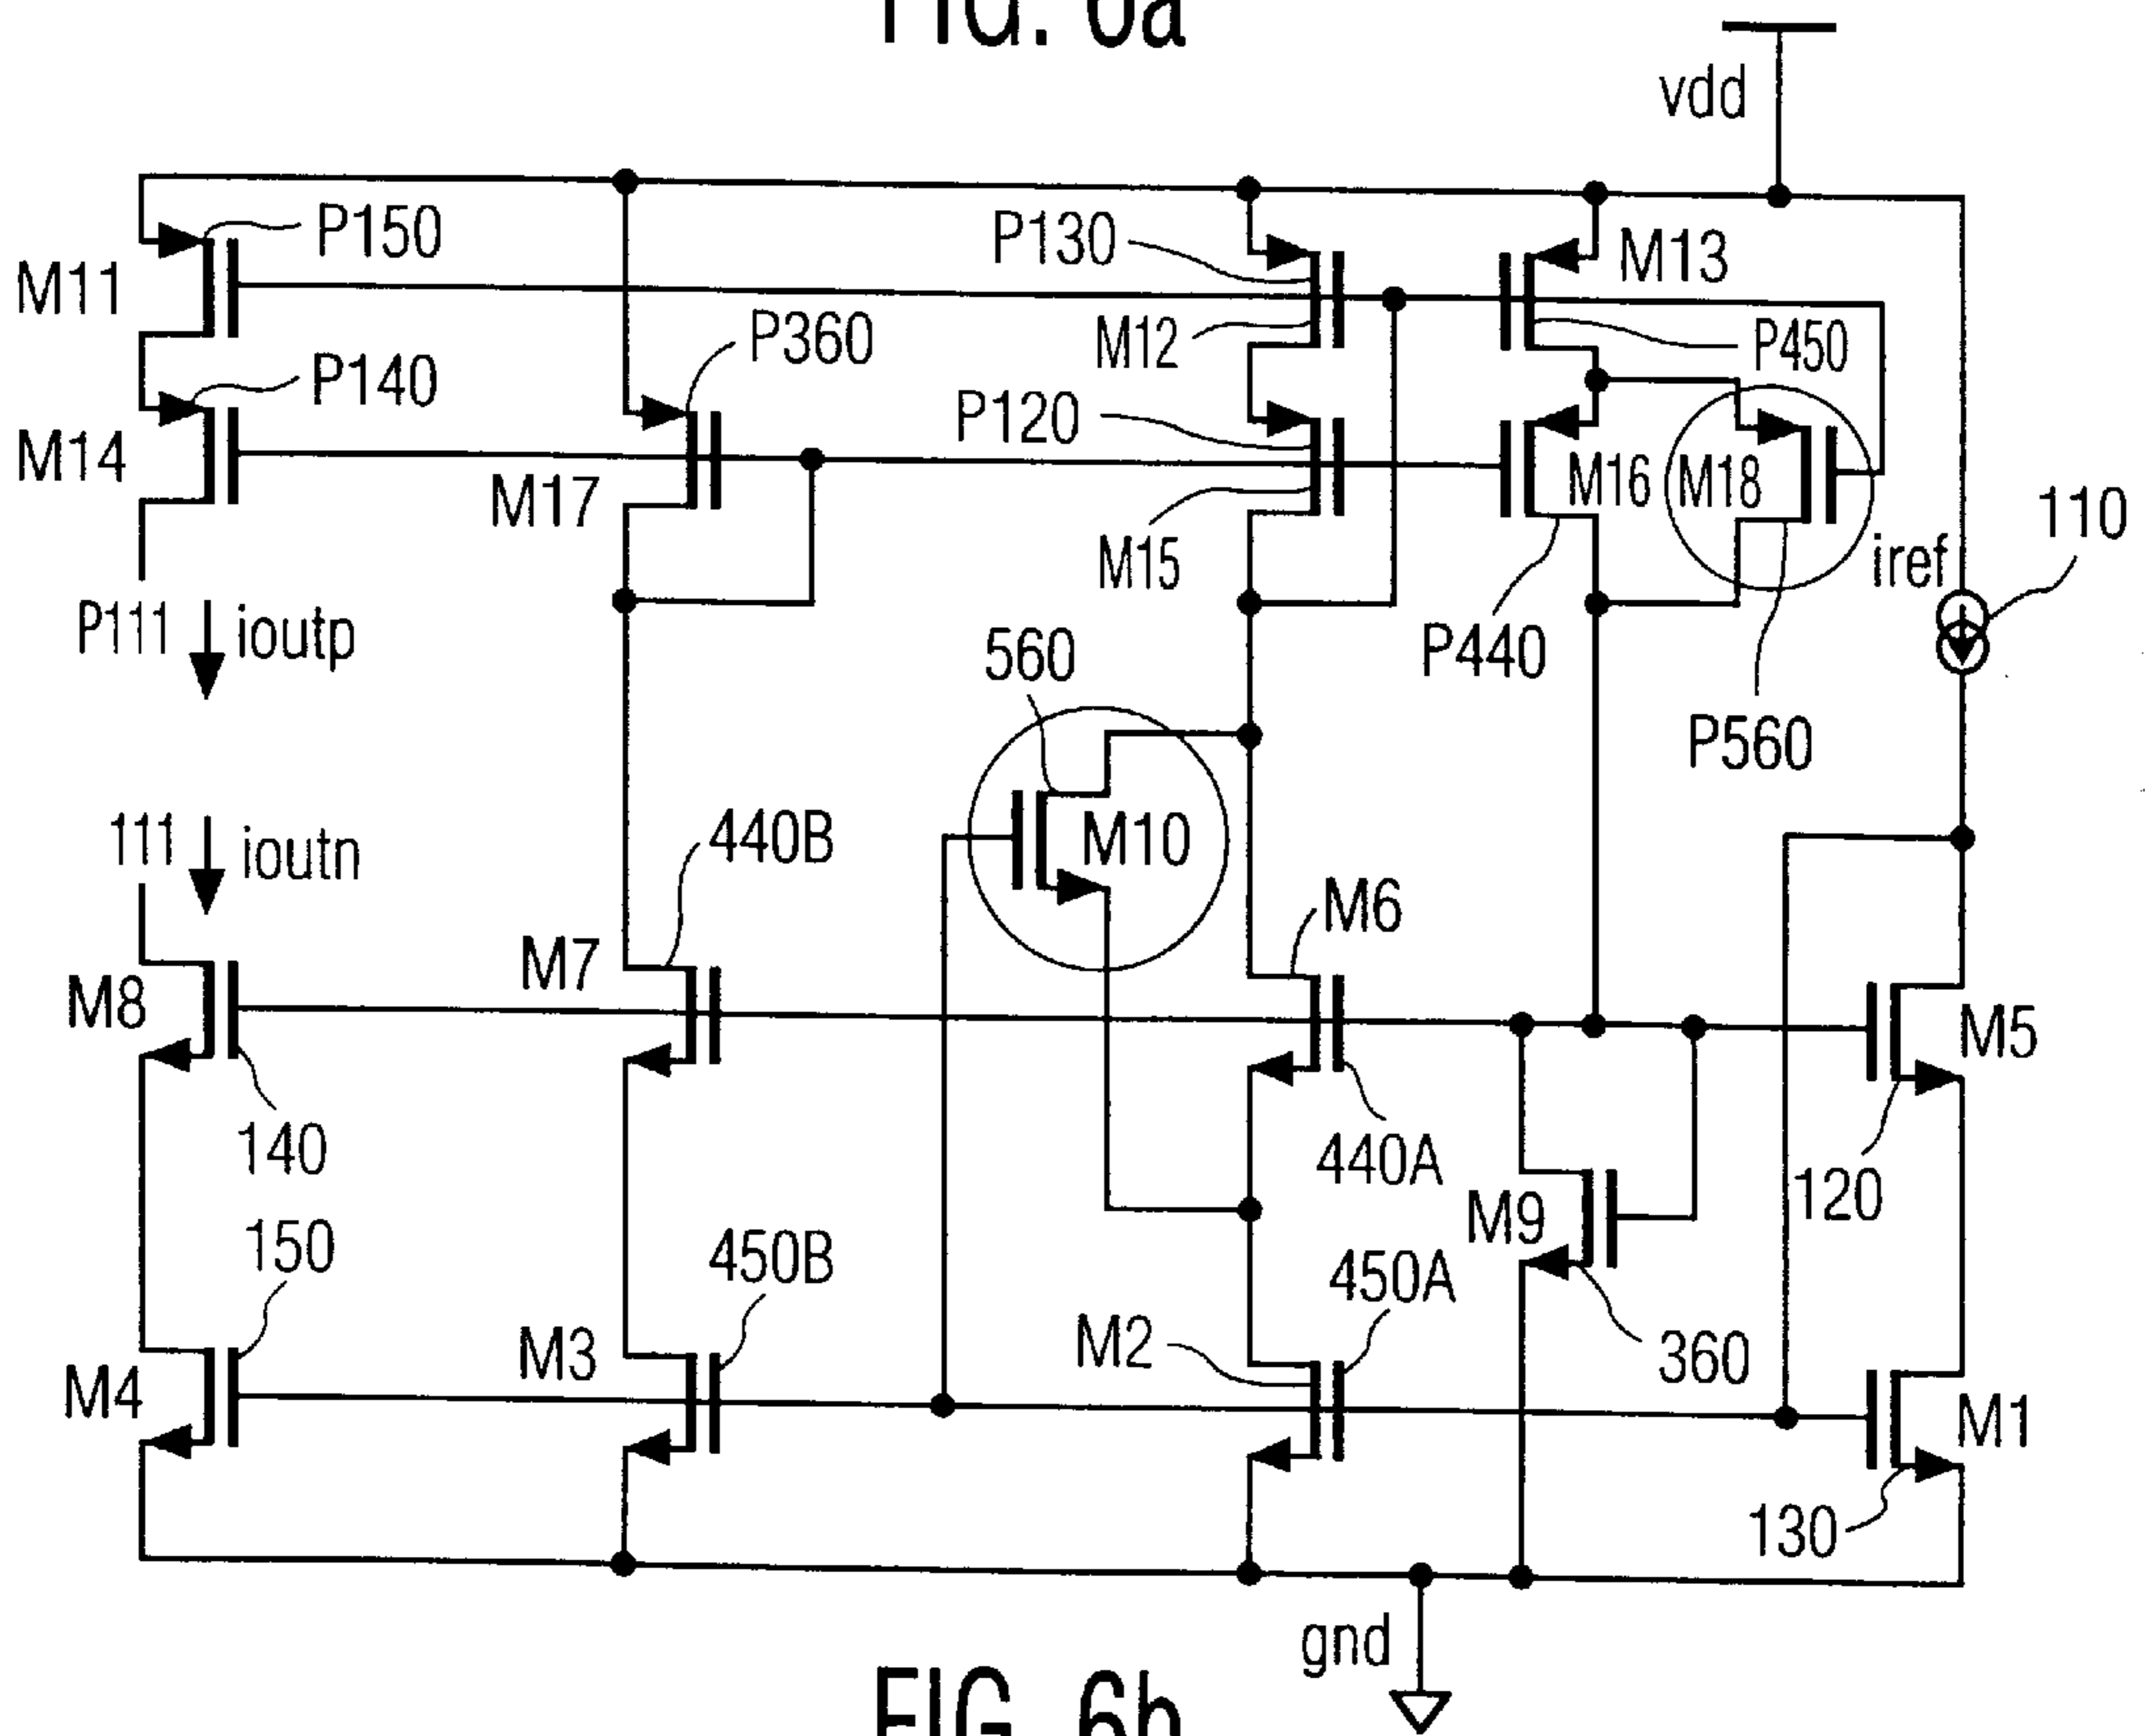 FIG. 6a
vdd
P150
P130
M13
M11
P360
M12
P450
P140
P120
M14
M17
M16
M18
110
M15
iref
P111
ioutp
560
P440
P560
111
ioutn
440B
M10
M6
M7
M8
M5
140
440A
120
M9
150
450B
450A
M3
M2
360
M4
M1
130
gnd
FIG. 6b